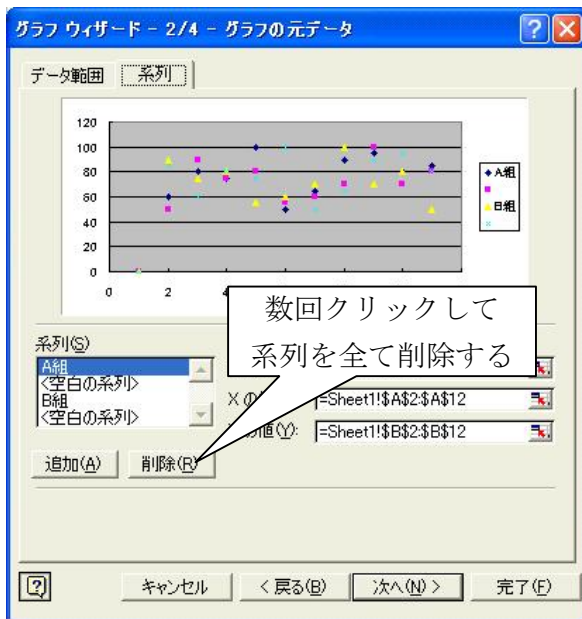 グラフ ウィザード - 2/4 - グラフの元データ
データ範囲
系列
120
100
80
60
40
20
0
0
2
A組
B組
数回クリックして
系列を全て削除する
系列(S)
A組
<空白の系列>
B組
<空白の系列>
Xの
=Sheet1!$A$2:$A$12
値(Y):
=Sheet1!$B$2:$B$12
追加(A)
削除(R)
キャンセル
< 戻る(B)
次へ(N) >
完了(F)